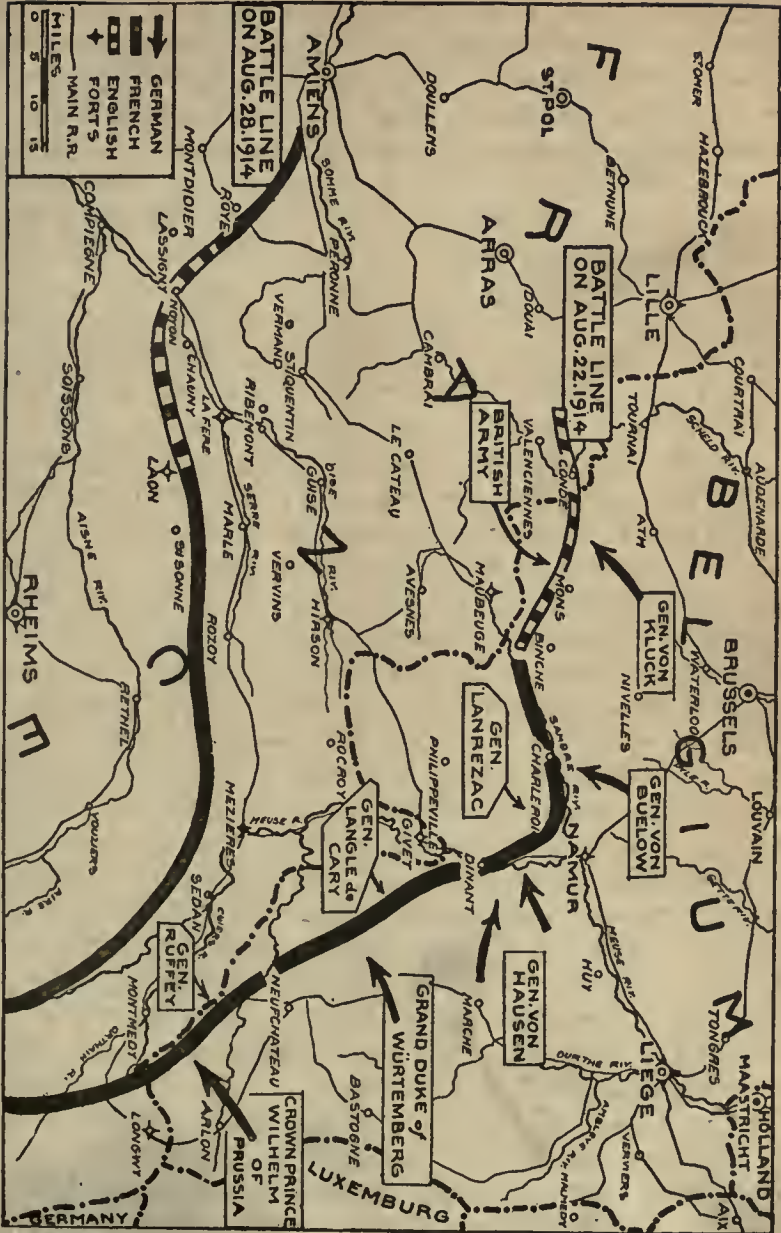 ST.OMER
HAZEBROUCK
LILLE
COURTRAI
AUDENARDE
SCHELD RIV.
TOURNAI
ATH
BRUSSELS
WATERLOO
NIVELLES
LOUVAIN
TONGRES
HOLLAND
MAASTRICHT
AIX
BELGIUM
FRANCE
ST.POL
BETHUNE
DOUAI
ARRAS
DOULLENS
BATTLE LINE
ON AUG.22.1914
GEN.VON
KLUCK
GEN.VON
BUELOW
GEN.VON
HAUSEN
GRAND DUKE of
WÜRTEMBERG
CROWN PRINCE
WILHELM
OF
PRUSSIA
BRITISH
ARMY
GEN.
LANREZAC
GEN.
LANGLE de
CARY
GEN.
RUFFEY
CONDE
VALENCIENNES
MONS
BINCHE
SAMBRE RIV.
CHARLEROI
NAMUR
MEUSE RIV.
HUY
LIEGE
VERVIERS
MALMEDY
OURTHE RIV.
MARCHE
DINANT
GIVET
PHILIPPEVILLE
ROCROY
MAUBEUGE
AVESNES
LE CATEAU
CAMBRAI
AMIENS
SOMME RIV.
PERONNE
VERMAND
ST.QUENTIN
GUISE
OISE
RIV.
HIRSON
VERVINS
RIBEMONT
LA FERE
SERRE
RIV.
MARLE
ROZOY
MEZIERES
MEUSE R.
SEDAN
NEUFCHATEAU
BASTOGNE
ARLON
LUXEMBURG
GERMANY
MONTMEDY
LONGWY
BATTLE LINE
ON AUG.28.1914
ROYE
MONTDIDIER
LASSIGNY
NOYON
CHAUNY
LAON
SISSONNE
COMPIEGNE
SOISSONS
AISNE
RIV.
RHEIMS
RETHEL
VOUZIERS
AIRE R.
GERMAN
FRENCH
ENGLISH
FORTS
MAIN R.R.
MILES
0 5 10 15